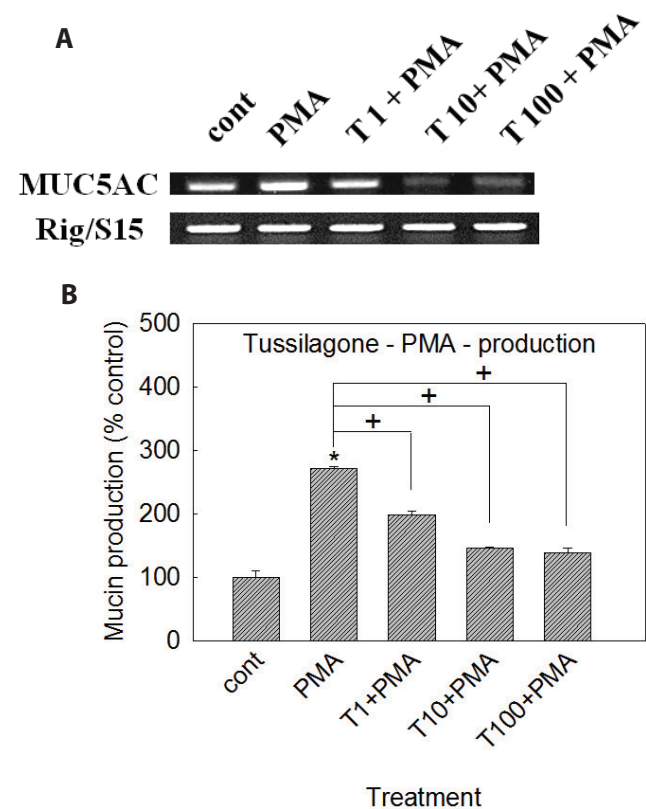 A
cont
PMA
T 1 + PMA
T 10+ PMA
T 100 + PMA
MUC5AC
Rig/S15
B
Mucin production (% control)
500
400
300
200
100
0
Tussilagone - PMA - production
+
+
+
*
cont
PMA
T1+PMA
T10+PMA
T100+PMA
Treatment